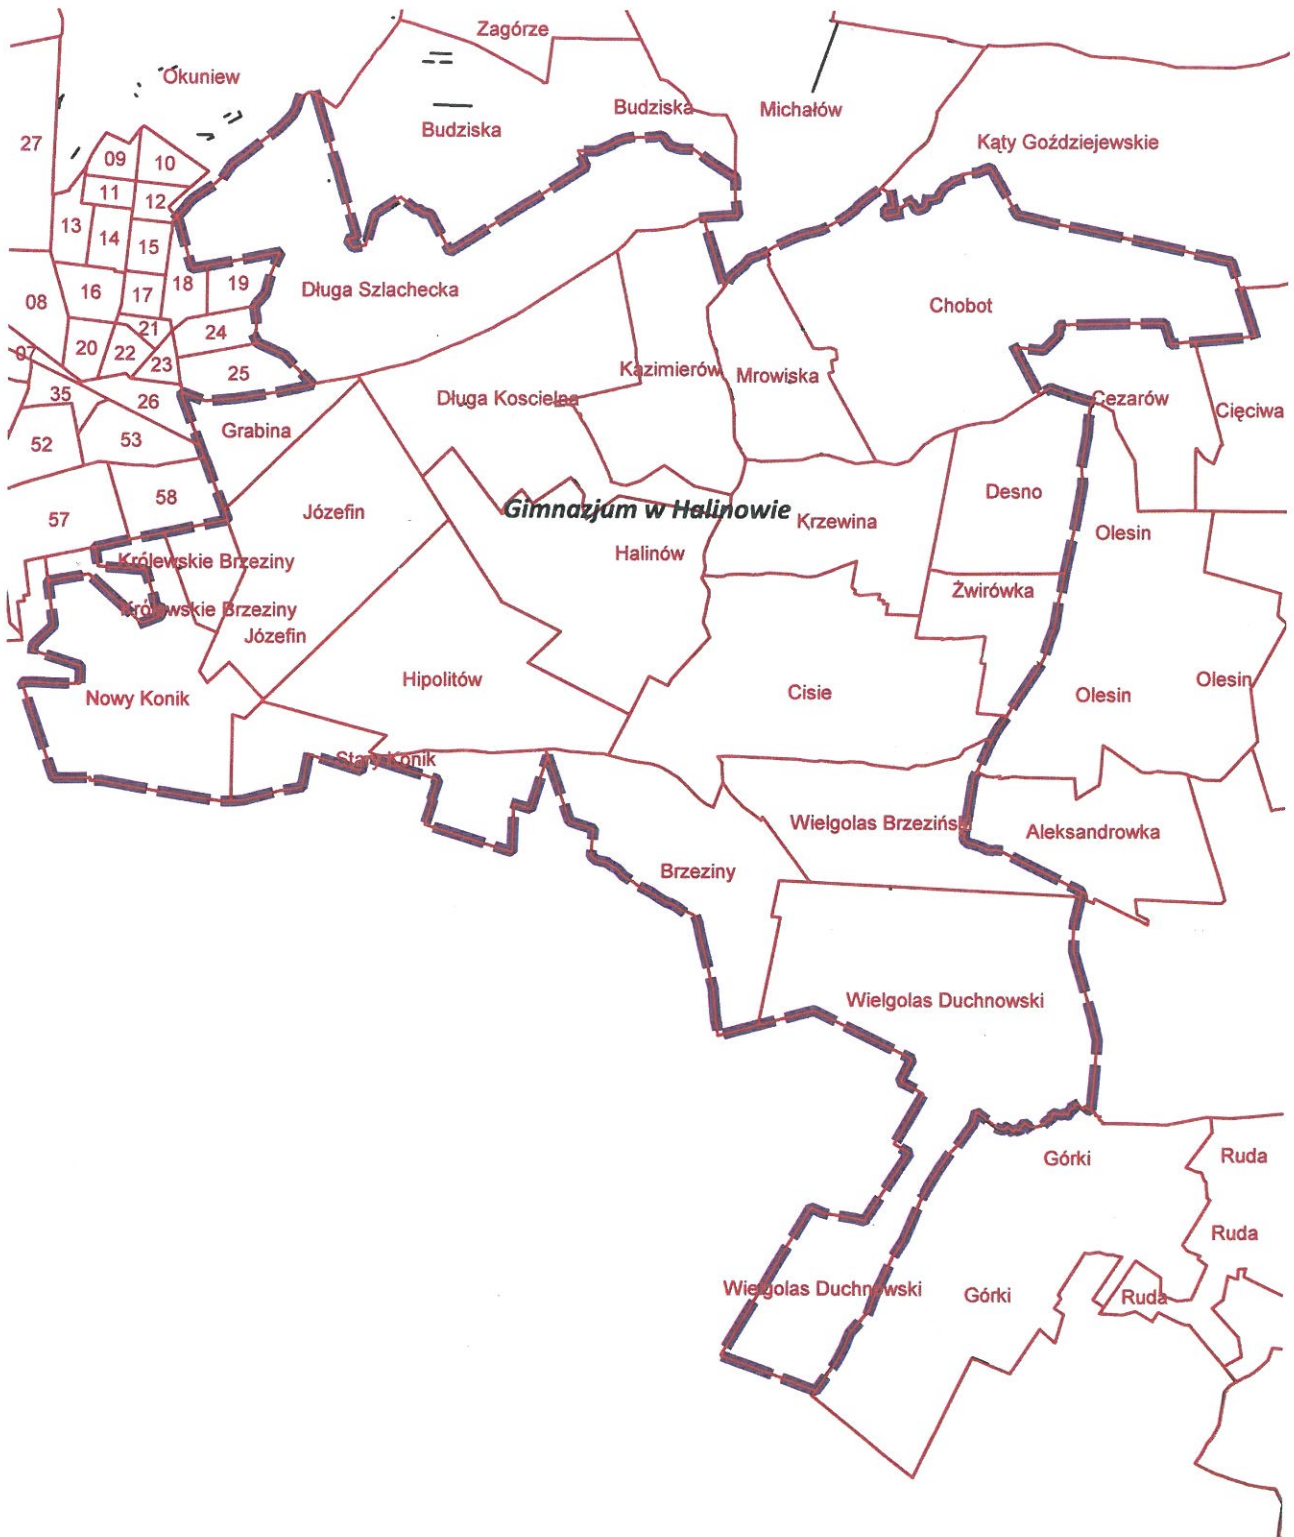 Zagórze
Okuniew
Budziska
Michałów
Budziska
27
Kąty Goździejewskie
09
10
11
12
13
14
15
18
19
Długa Szlachecka
16
17
08
Chobot
21
24
20
22
23
07
25
Kazimierów
Mrowiska
35
26
Długa Koscielna
Cezarów
Cięciwa
52
53
Grabina
58
Desno
57
Józefin
Gimnazjum w Halinowie
Krzewina
Olesin
Halinów
Królewskie Brzeziny
Żwirówka
Królewskie Brzeziny
Józefin
Hipolitów
Olesin
Nowy Konik
Cisie
Olesin
Stary Konik
Wielgolas Brzezińsk
Aleksandrowka
Brzeziny
Wielgolas Duchnowski
Górki
Ruda
Ruda
Wielgolas Duchnowski
Górki
Ruda